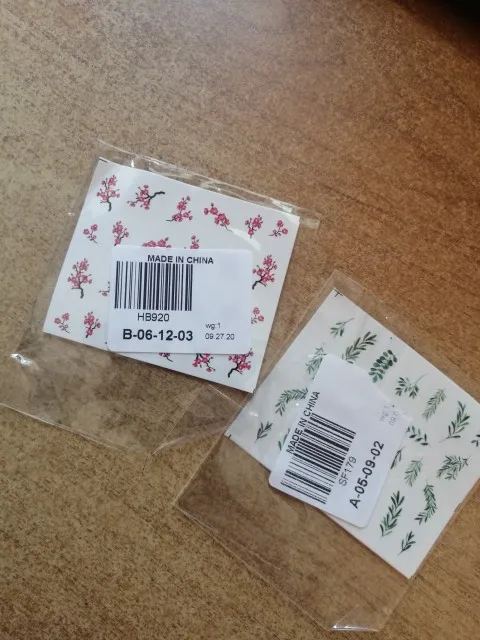 MADE IN CHINA
HB920
wg:1
B-06-12-03
09.27.20
MADE IN CHINA
SF179
A-05-09-02